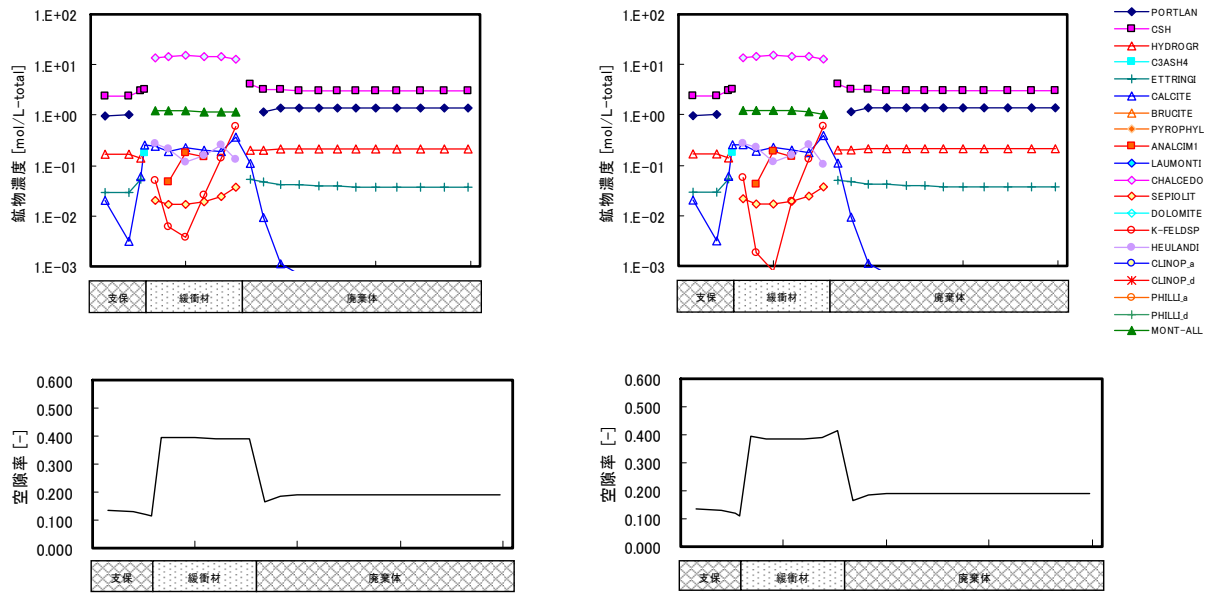 鉱物濃度 [mol/L-total]
1.E+02
1.E+01
1.E+00
1.E-01
1.E-02
1.E-03
支保
緩衝材
廃棄体
鉱物濃度 [mol/L-total]
1.E+02
1.E+01
1.E+00
1.E-01
1.E-02
1.E-03
支保
緩衝材
廃棄体
PORTLAN
CSH
HYDROGR
C3ASH4
ETTRINGI
CALCITE
BRUCITE
PYROPHYL
ANALCIM1
LAUMONTI
CHALCEDO
SEPIOLIT
DOLOMITE
K-FELDSP
HEULANDI
CLINOP_a
CLINOP_d
PHILLI_a
PHILLI_d
MONT-ALL
空隙率 [-]
0.600
0.500
0.400
0.300
0.200
0.100
0.000
支保
緩衝材
廃棄体
空隙率 [-]
0.600
0.500
0.400
0.300
0.200
0.100
0.000
支保
緩衝材
廃棄体